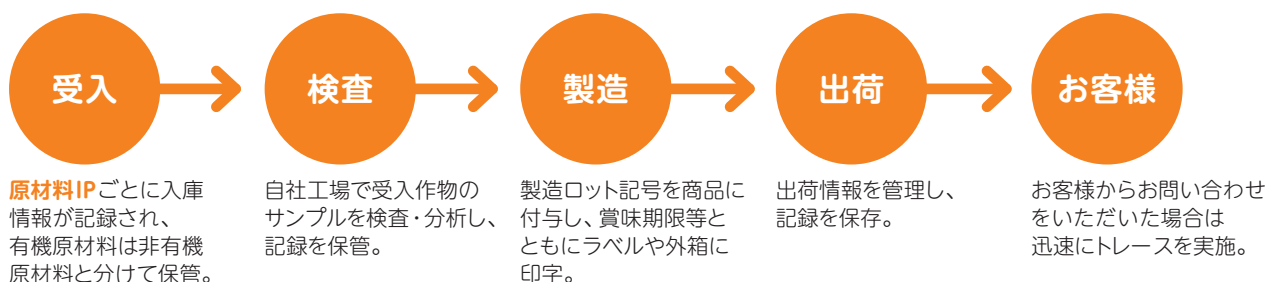 受入
検査
製造
出荷
お客様
原材料IPごとに入庫
情報が記録され、
有機原材料は非有機
原材料と分けて保管。
自社工場で受入作物の
サンプルを検査・分析し、
記録を保管。
製造ロット記号を商品に
付与し、賞味期限等と
ともにラベルや外箱に
印字。
出荷情報を管理し、
記録を保存。
お客様からお問い合わせ
をいただいた場合は
迅速にトレースを実施。